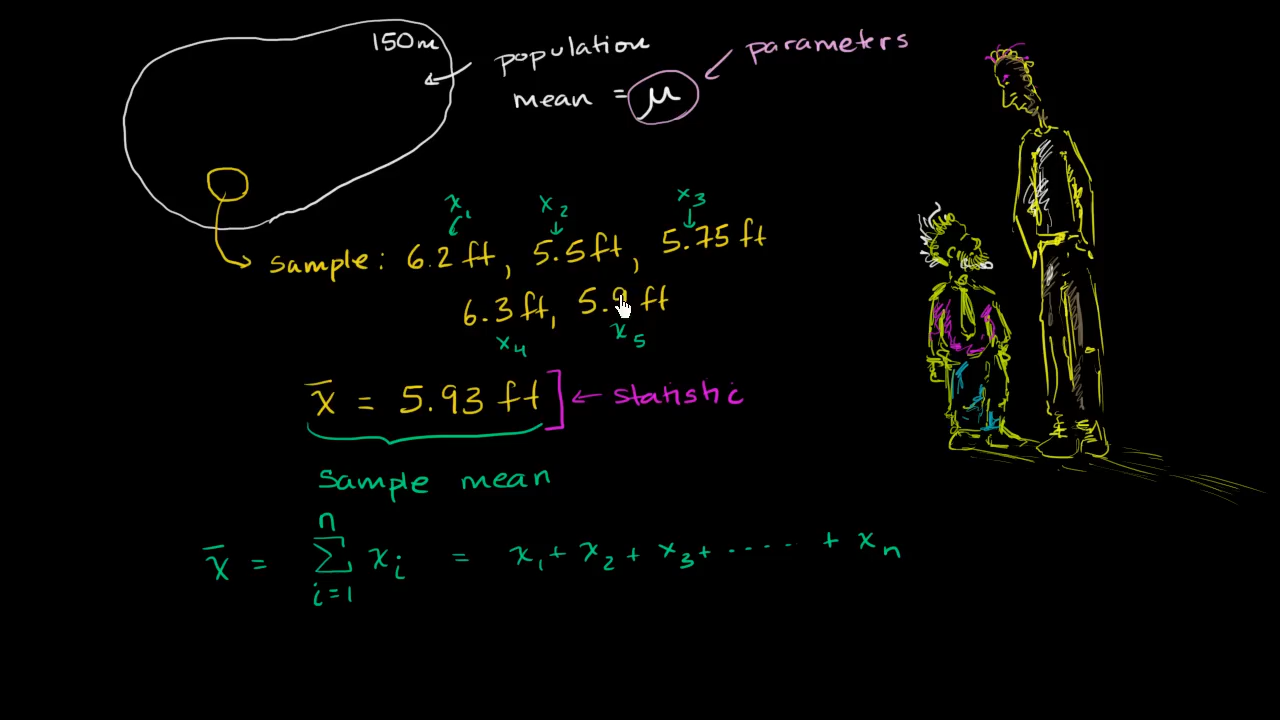 150m
population
mean = μ
parameters
x₁ x₂ x₃
sample: 6.2 ft, 5.5 ft, 5.75 ft
6.3 ft, 5.9 ft
x₄ x₅
x̄ = 5.93 ft ← statistic
Sample mean
n
x̄ = Σ xᵢ = x₁ + x₂ + x₃ + ..... + xₙ
i=1